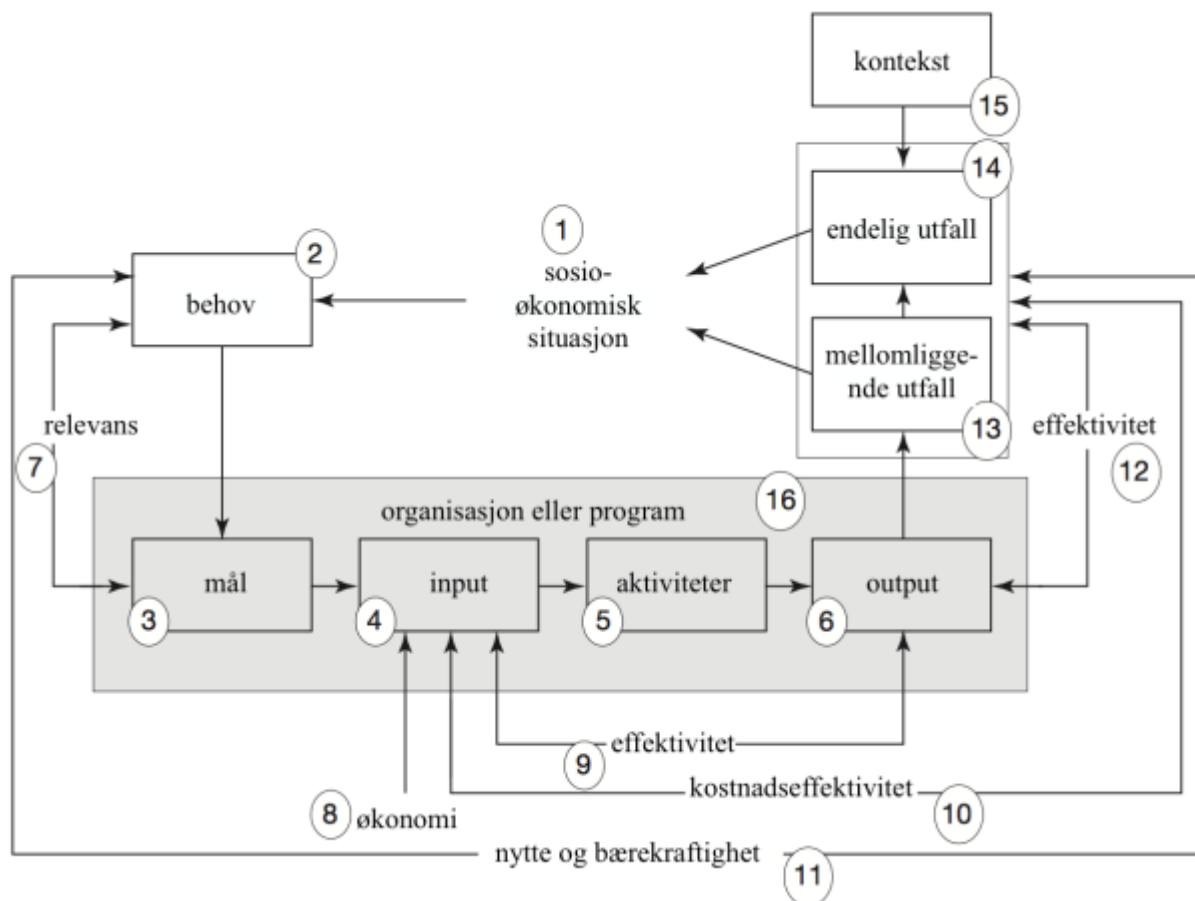 kontekst
15
14
endelig utfall
1
sosio-
økonomisk
situasjon
2
behov
mellomligge-
nde utfall
13
relevans
7
effektivitet
12
16
organisasjon eller program
mål
3
input
4
aktiviteter
5
output
6
effektivitet
9
kostnadseffektivitet
10
8
økonomi
nytte og bærekraftighet
11